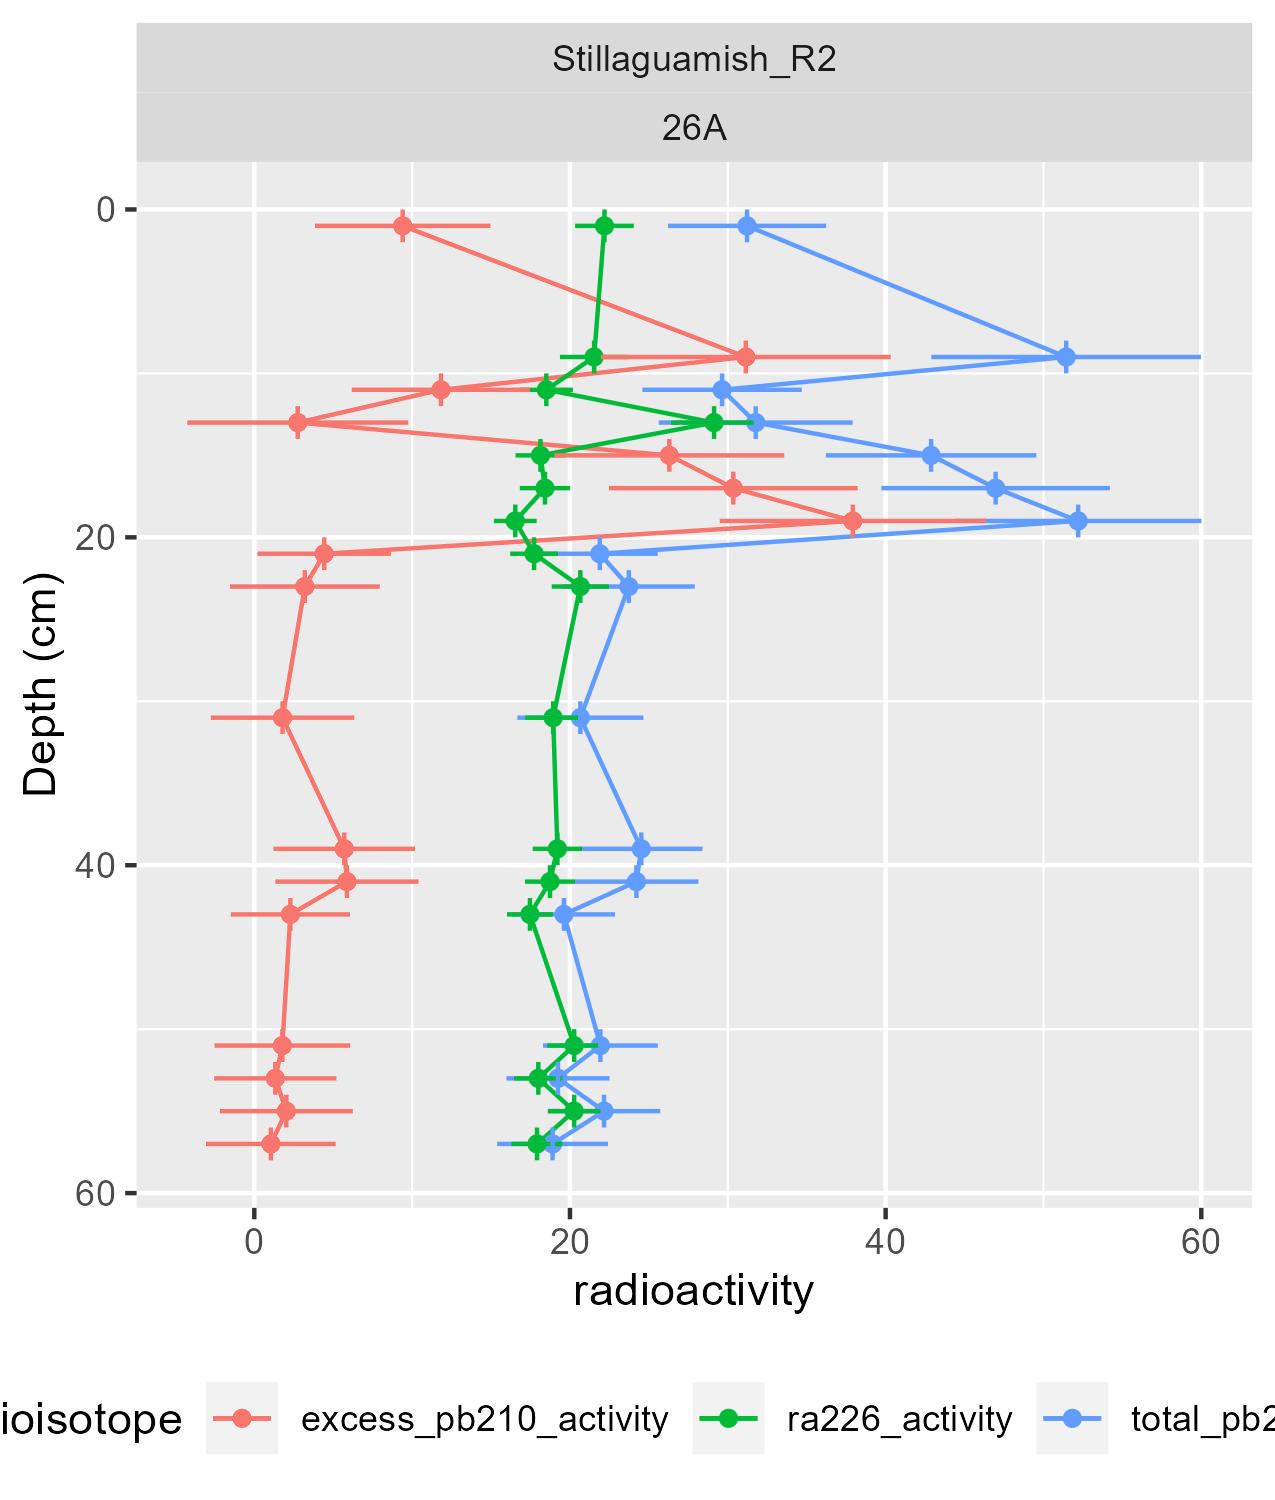 Stillaguamish_R2
26A
0
20
40
60
Depth (cm)
0 20 40 60
radioactivity
ioisotope excess_pb210_activity ra226_activity total_pb2